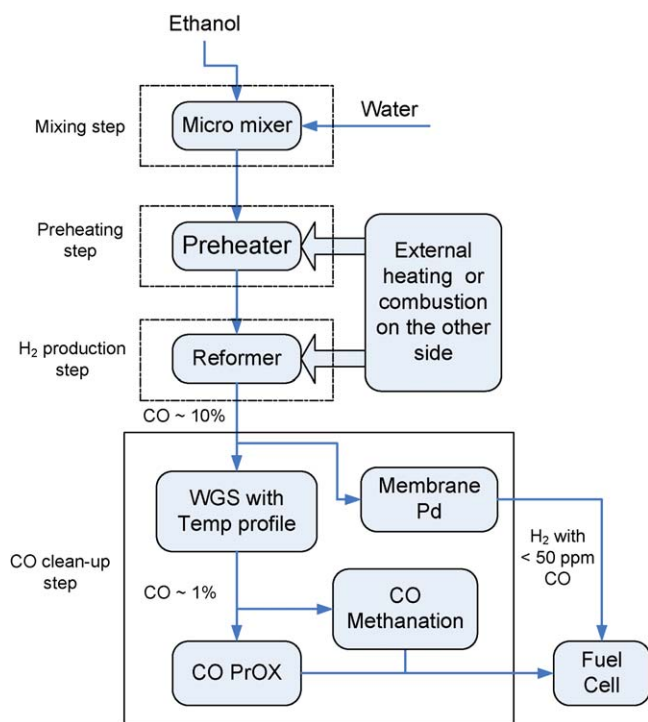 Ethanol
Mixing step
Micro mixer
Water
Preheating
step
Preheater
External
heating or
combustion
on the other
side
H₂ production
step
Reformer
CO ~ 10%
CO clean-up
step
WGS with
Temp profile
Membrane
Pd
H₂ with
< 50 ppm
CO
CO ~ 1%
CO
Methanation
CO PrOX
Fuel
Cell